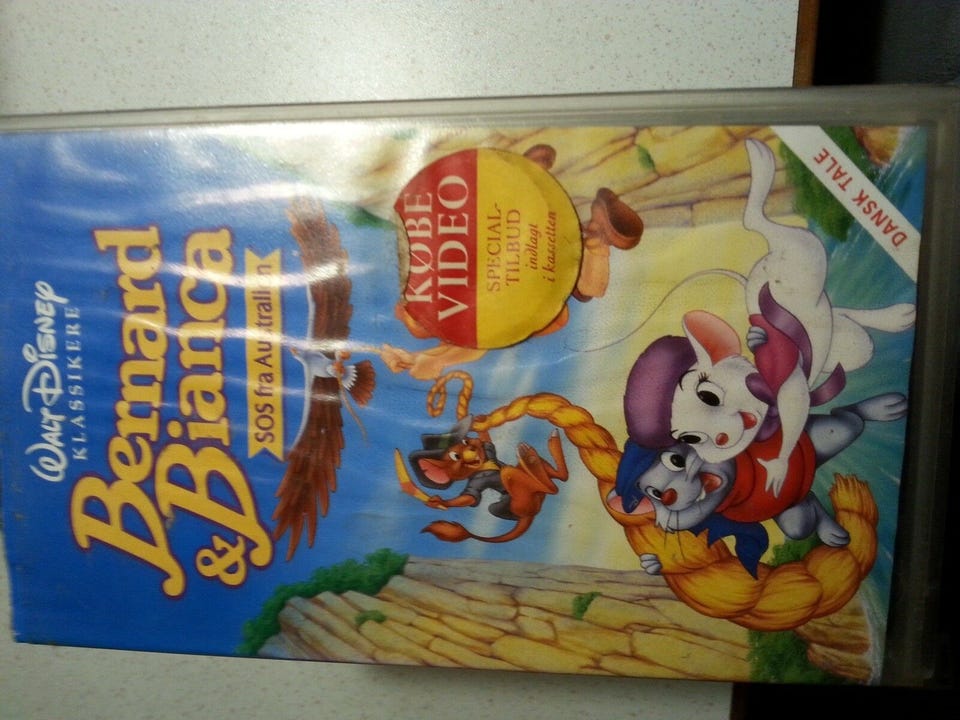 WALT DISNEY
KLASSIKERE
Bernard
& Bianca
SOS fra Australien
KØBE
VIDEO
SPECIAL-
TILBUD
indlagt
i kassetten
DANSK TALE